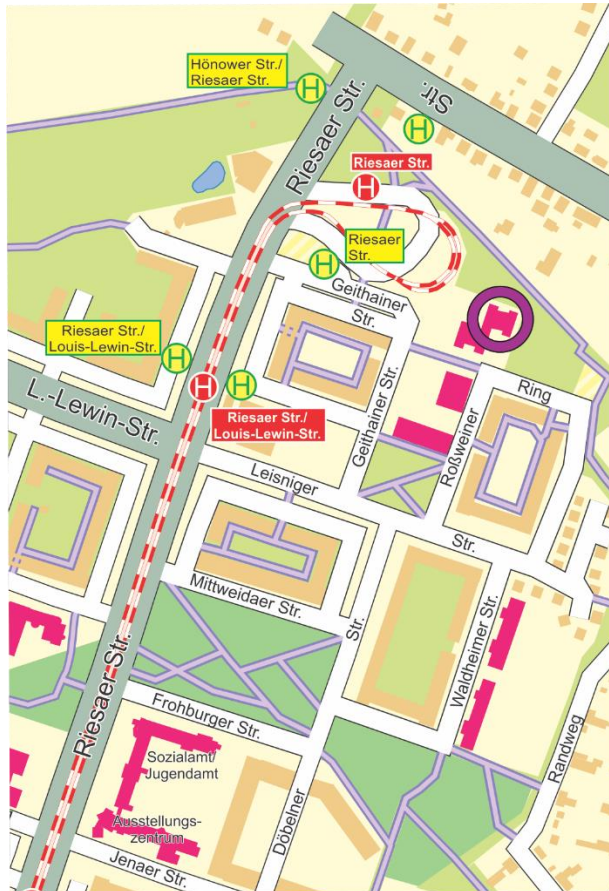 Hönower Str./
Riesaer Str.
H
Str.
H
Riesaer Str.
Riesaer Str.
H
Riesaer
Str.
H
Geithainer
Str.
Riesaer Str./
Louis-Lewin-Str.
H
H
H
Riesaer Str./
Louis-Lewin-Str.
L.-Lewin-Str.
Geithainer Str.
Ring
Roßweiner
Leisniger
Str.
Mittweidaer Str.
Str.
Waldheimer Str.
Riesaer Str.
Frohburger Str.
Sozialamt/
Jugendamt
Ausstellungs-
zentrum
Döbelner
Randweg
Jenaer Str.